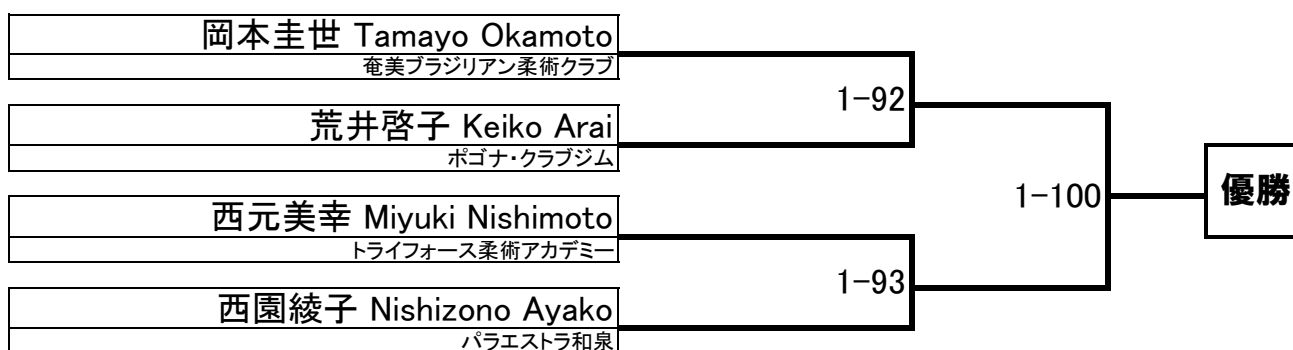 岡本圭世 Tamayo Okamoto
奄美ブラジリアン柔術クラブ
1-92
荒井啓子 Keiko Arai
ポゴナ・クラブジム
1-100
優勝
西元美幸 Miyuki Nishimoto
トライフォース柔術アカデミー
1-93
西園綾子 Nishizono Ayako
パラエストラ和泉